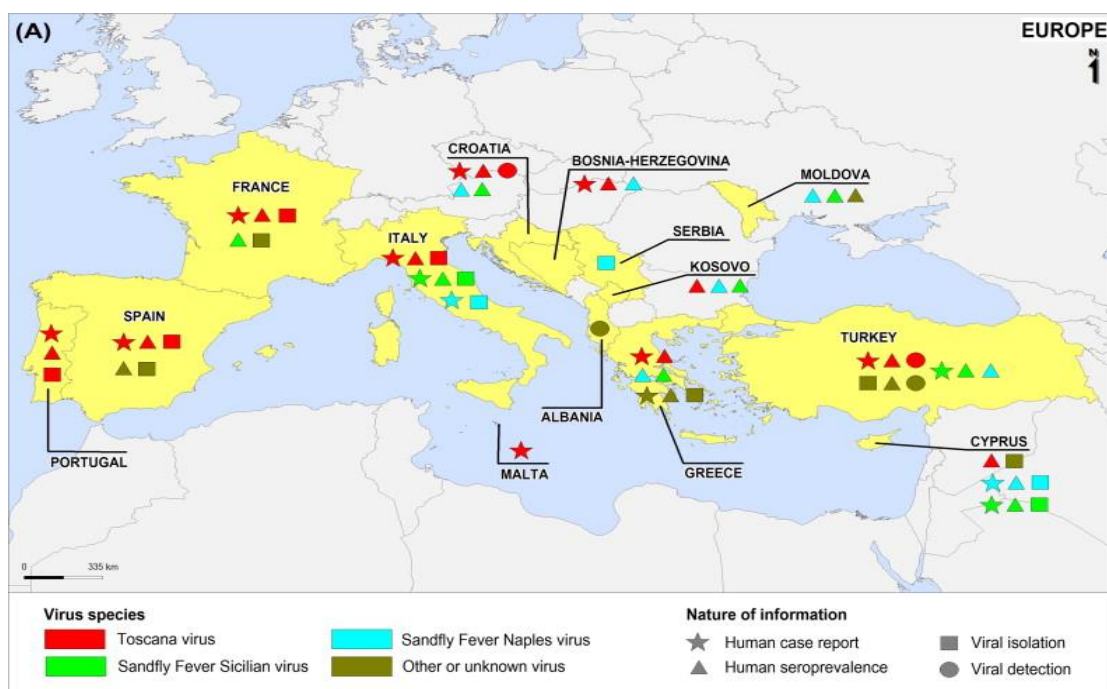 (A)
EUROPE
N
CROATIA
BOSNIA-HERZEGOVINA
MOLDOVA
FRANCE
SERBIA
ITALY
KOSOVO
SPAIN
TURKEY
ALBANIA
CYPRUS
PORTUGAL
MALTA
GREECE
0 335 km
Virus species
Toscana virus
Sandfly Fever Sicilian virus
Sandfly Fever Naples virus
Other or unknown virus
Nature of information
Human case report
Human seroprevalence
Viral isolation
Viral detection